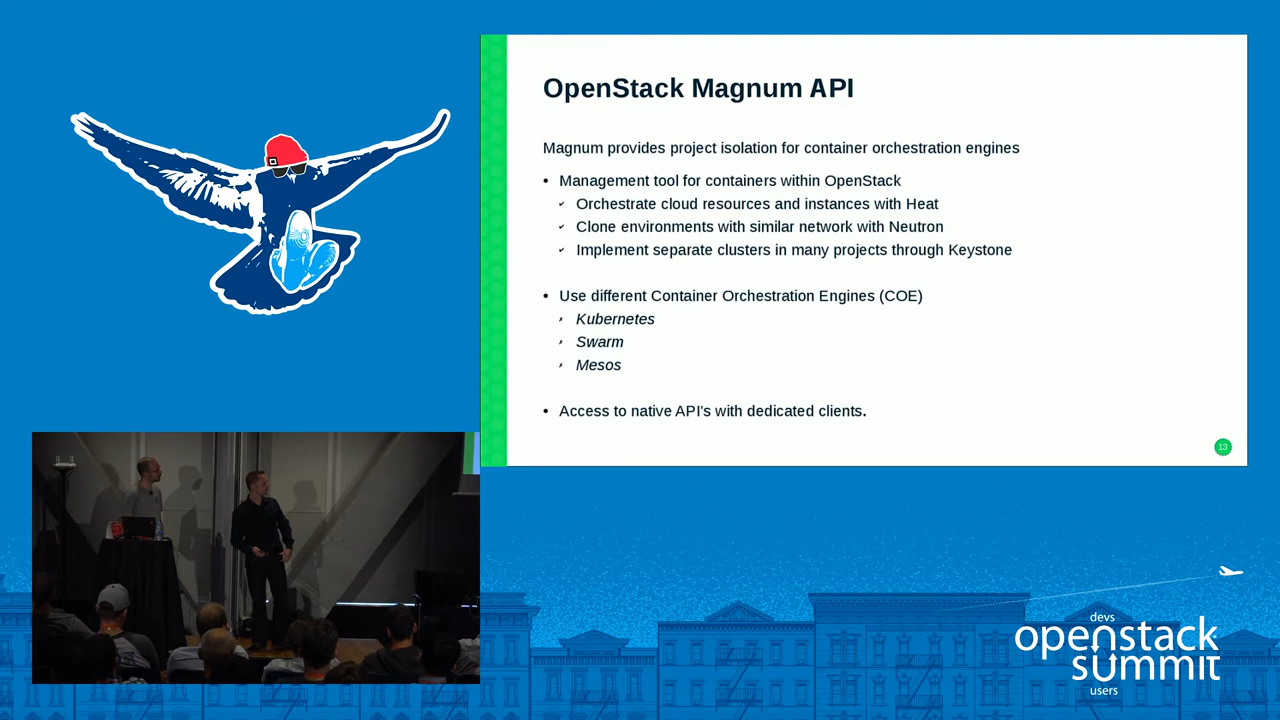 OpenStack Magnum API
Magnum provides project isolation for container orchestration engines
• Management tool for containers within OpenStack
✓ Orchestrate cloud resources and instances with Heat
✓ Clone environments with similar network with Neutron
✓ Implement separate clusters in many projects through Keystone
• Use different Container Orchestration Engines (COE)
Kubernetes
Swarm
Mesos
• Access to native API's with dedicated clients.
13
devs
openstack
summit
users